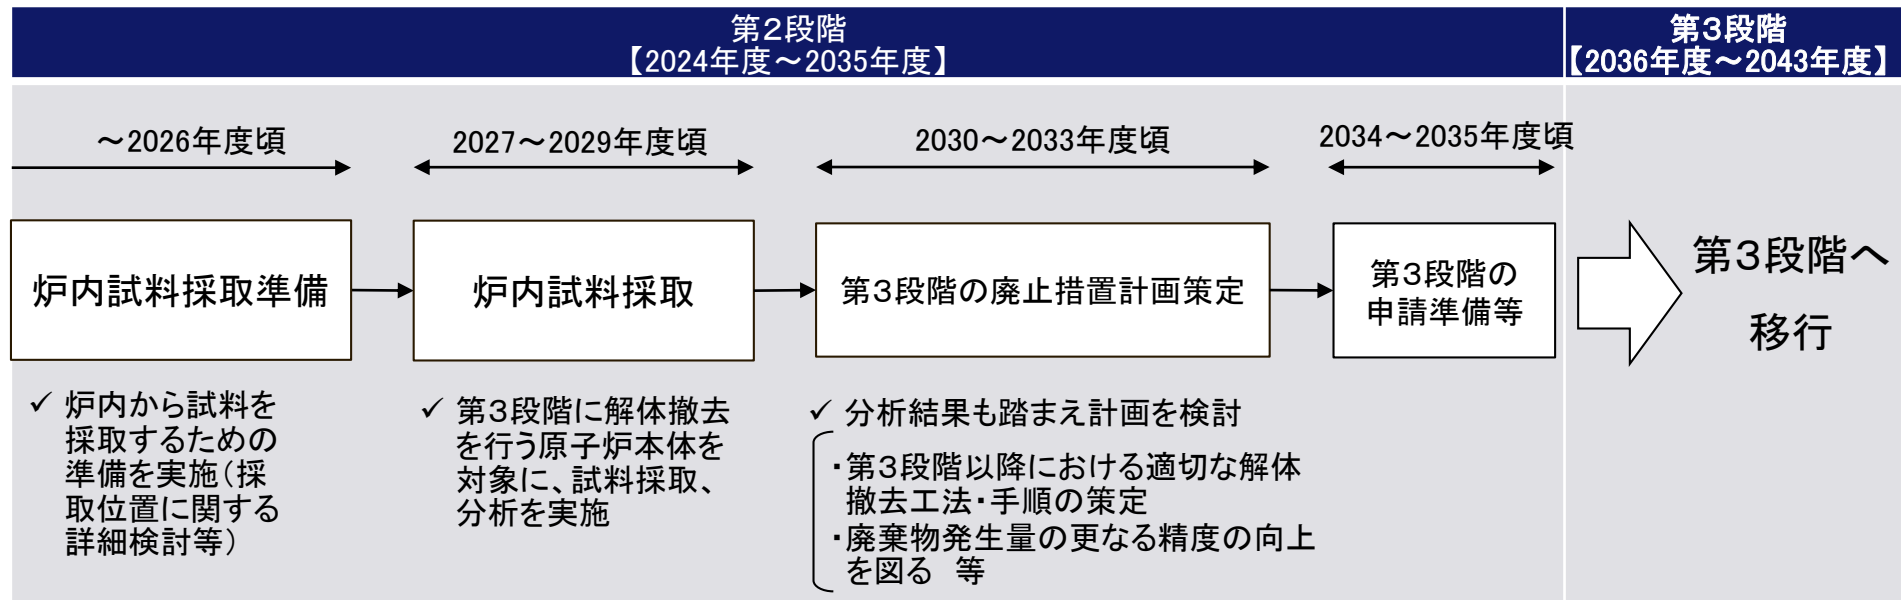 第２段階
【2024年度～2035年度】
第３段階
【2036年度～2043年度】
～2026年度頃
2027～2029年度頃
2030～2033年度頃
2034～2035年度頃
炉内試料採取準備
炉内試料採取
第３段階の廃止措置計画策定
第３段階の
申請準備等
第３段階へ
移行
✓ 炉内から試料を
採取するための
準備を実施（採
取位置に関する
詳細検討等）
✓ 第３段階に解体撤去
を行う原子炉本体を
対象に、試料採取、
分析を実施
✓ 分析結果も踏まえ計画を検討
・第３段階以降における適切な解体
撤去工法・手順の策定
・廃棄物発生量の更なる精度の向上
を図る　等